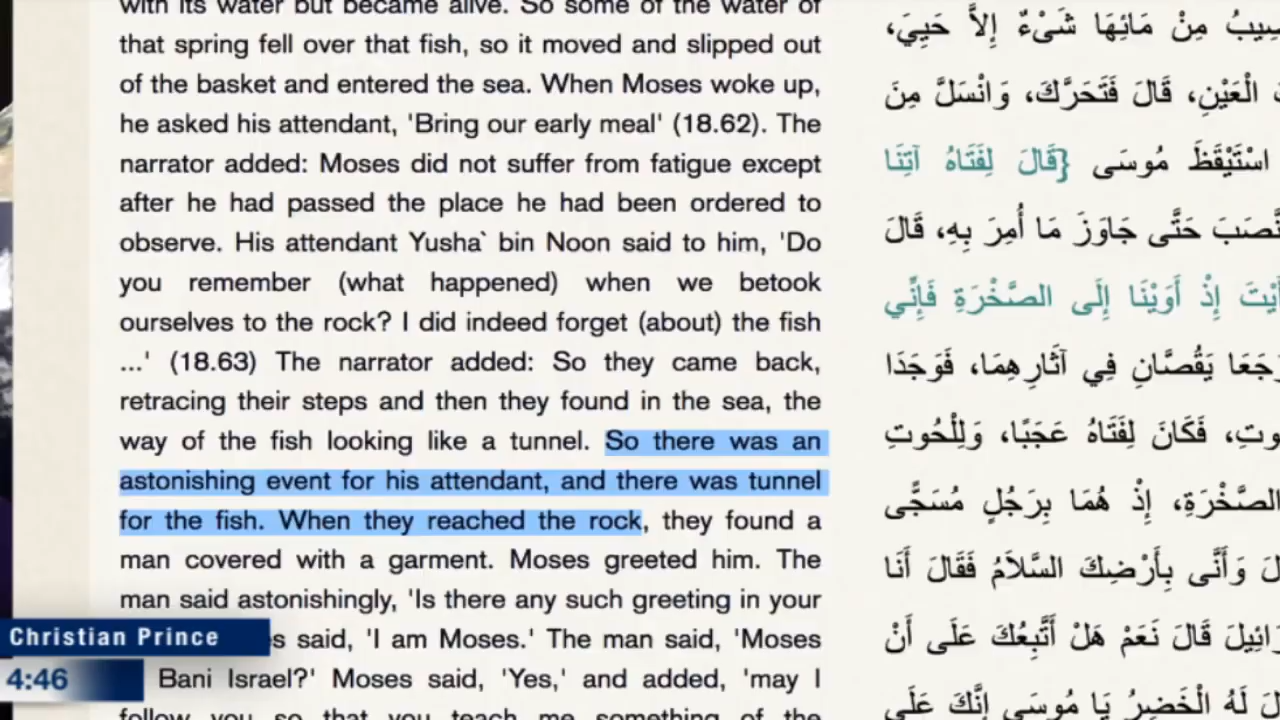 with its water but became alive. So some of the water of
that spring fell over that fish, so it moved and slipped out
of the basket and entered the sea. When Moses woke up,
he asked his attendant, 'Bring our early meal' (18.62). The
narrator added: Moses did not suffer from fatigue except
after he had passed the place he had been ordered to
observe. His attendant Yusha` bin Noon said to him, 'Do
you remember (what happened) when we betook
ourselves to the rock? I did indeed forget (about) the fish
...' (18.63) The narrator added: So they came back,
retracing their steps and then they found in the sea, the
way of the fish looking like a tunnel. So there was an
astonishing event for his attendant, and there was tunnel
for the fish. When they reached the rock, they found a
man covered with a garment. Moses greeted him. The
man said astonishingly, 'Is there any such greeting in your
said, 'I am Moses.' The man said, 'Moses
Bani Israel?' Moses said, 'Yes,' and added, 'may I
follow you so that you teach me something of the
مِنْ مَائِهَا شَىْءٌ إِلاَّ حَيِيَ،
الْعَيْنِ، قَالَ فَتَحَرَّكَ، وَانْسَلَّ مِنَ
اسْتَيْقَظَ مُوسَى {قَالَ لِفَتَاهُ آتِنَا
حَتَّى جَاوَزَ مَا أُمِرَ بِهِ، قَالَ
إِذْ أَوَيْنَا إِلَى الصَّخْرَةِ فَإِنِّي
يَقُصَّانِ فِي آثَارِهِمَا، فَوَجَدَا
فَكَانَ لِفَتَاهُ عَجَبًا، وَلِلْحُوتِ
الصَّخْرَةِ، إِذْ هُمَا بِرَجُلٍ مُسَجًّى
وَأَنَّى بِأَرْضِكَ السَّلاَمُ فَقَالَ أَنَا
قَالَ نَعَمْ هَلْ أَتَّبِعُكَ عَلَى أَنْ
لَهُ الْخَضِرُ يَا مُوسَى إِنَّكَ عَلَى
Christian Prince
4:46